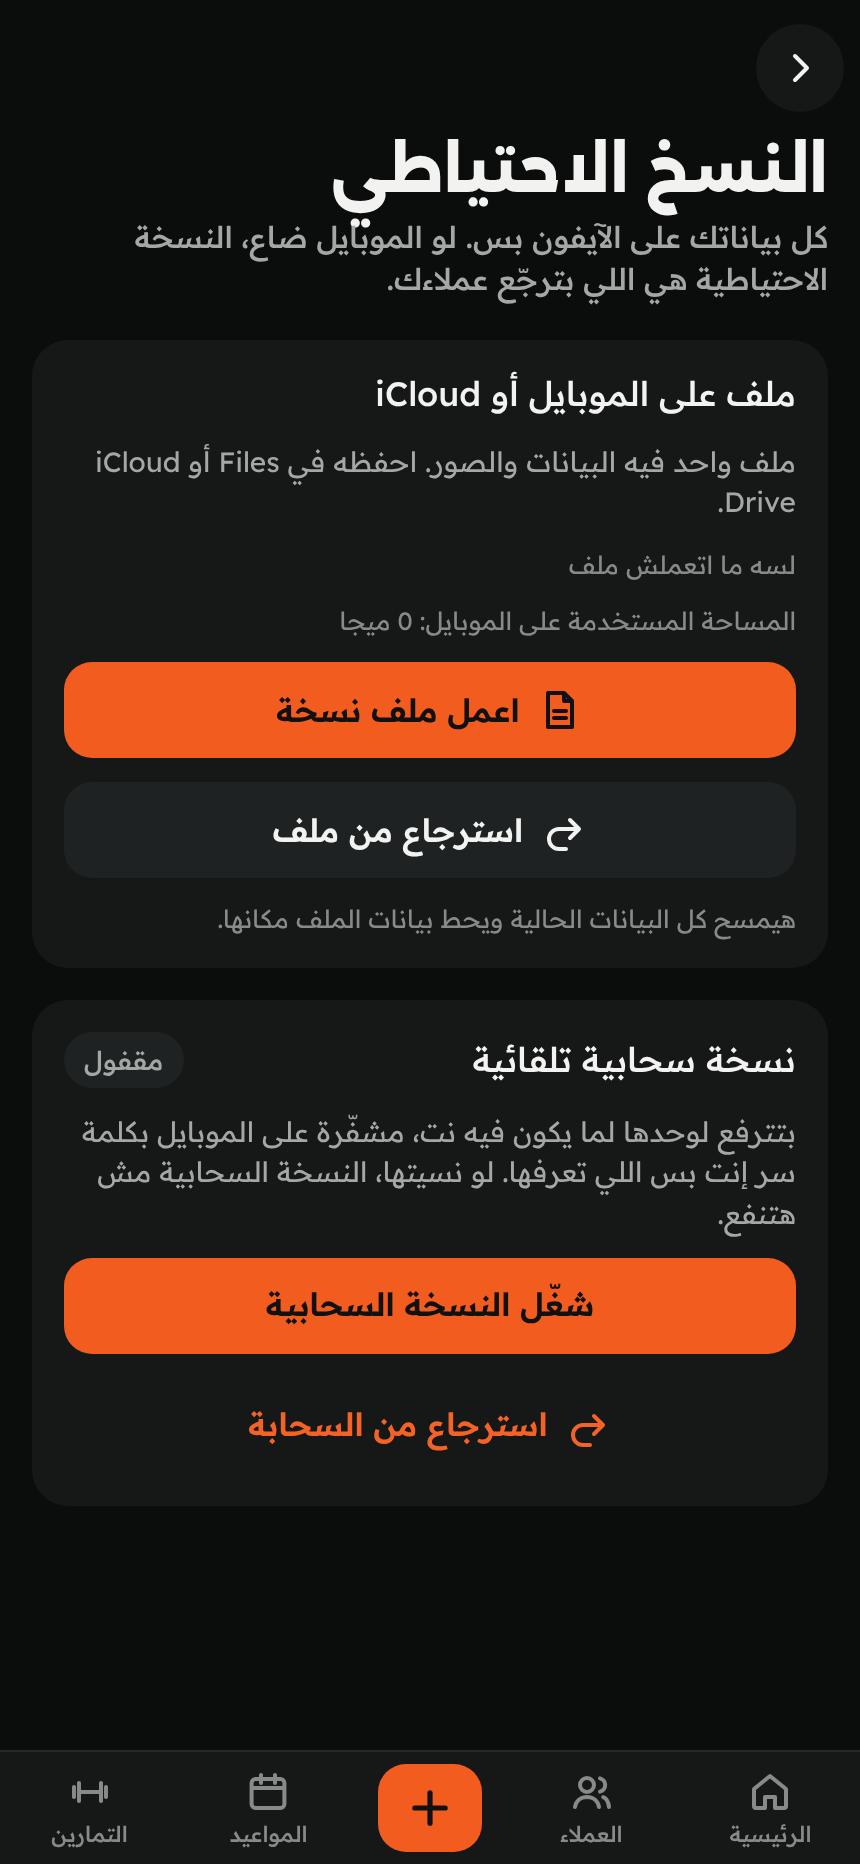 النسخ الاحتياطي
كل بياناتك على الآيفون بس. لو الموبايل ضاع، النسخة
الاحتياطية هي اللي بترجّع عملاءك.
ملف على الموبايل أو iCloud
ملف واحد فيه البيانات والصور. احفظه في Files أو iCloud
Drive.
لسه ما اتعملش ملف
المساحة المستخدمة على الموبايل: 0 ميجا
اعمل ملف نسخة
استرجاع من ملف
هيمسح كل البيانات الحالية ويحط بيانات الملف مكانها.
نسخة سحابية تلقائية
مقفول
بتترفع لوحدها لما يكون فيه نت، مشفّرة على الموبايل بكلمة
سر إنت بس اللي تعرفها. لو نسيتها، النسخة السحابية مش
هتنفع.
شغّل النسخة السحابية
استرجاع من السحابة
الرئيسية
العملاء
المواعيد
التمارين